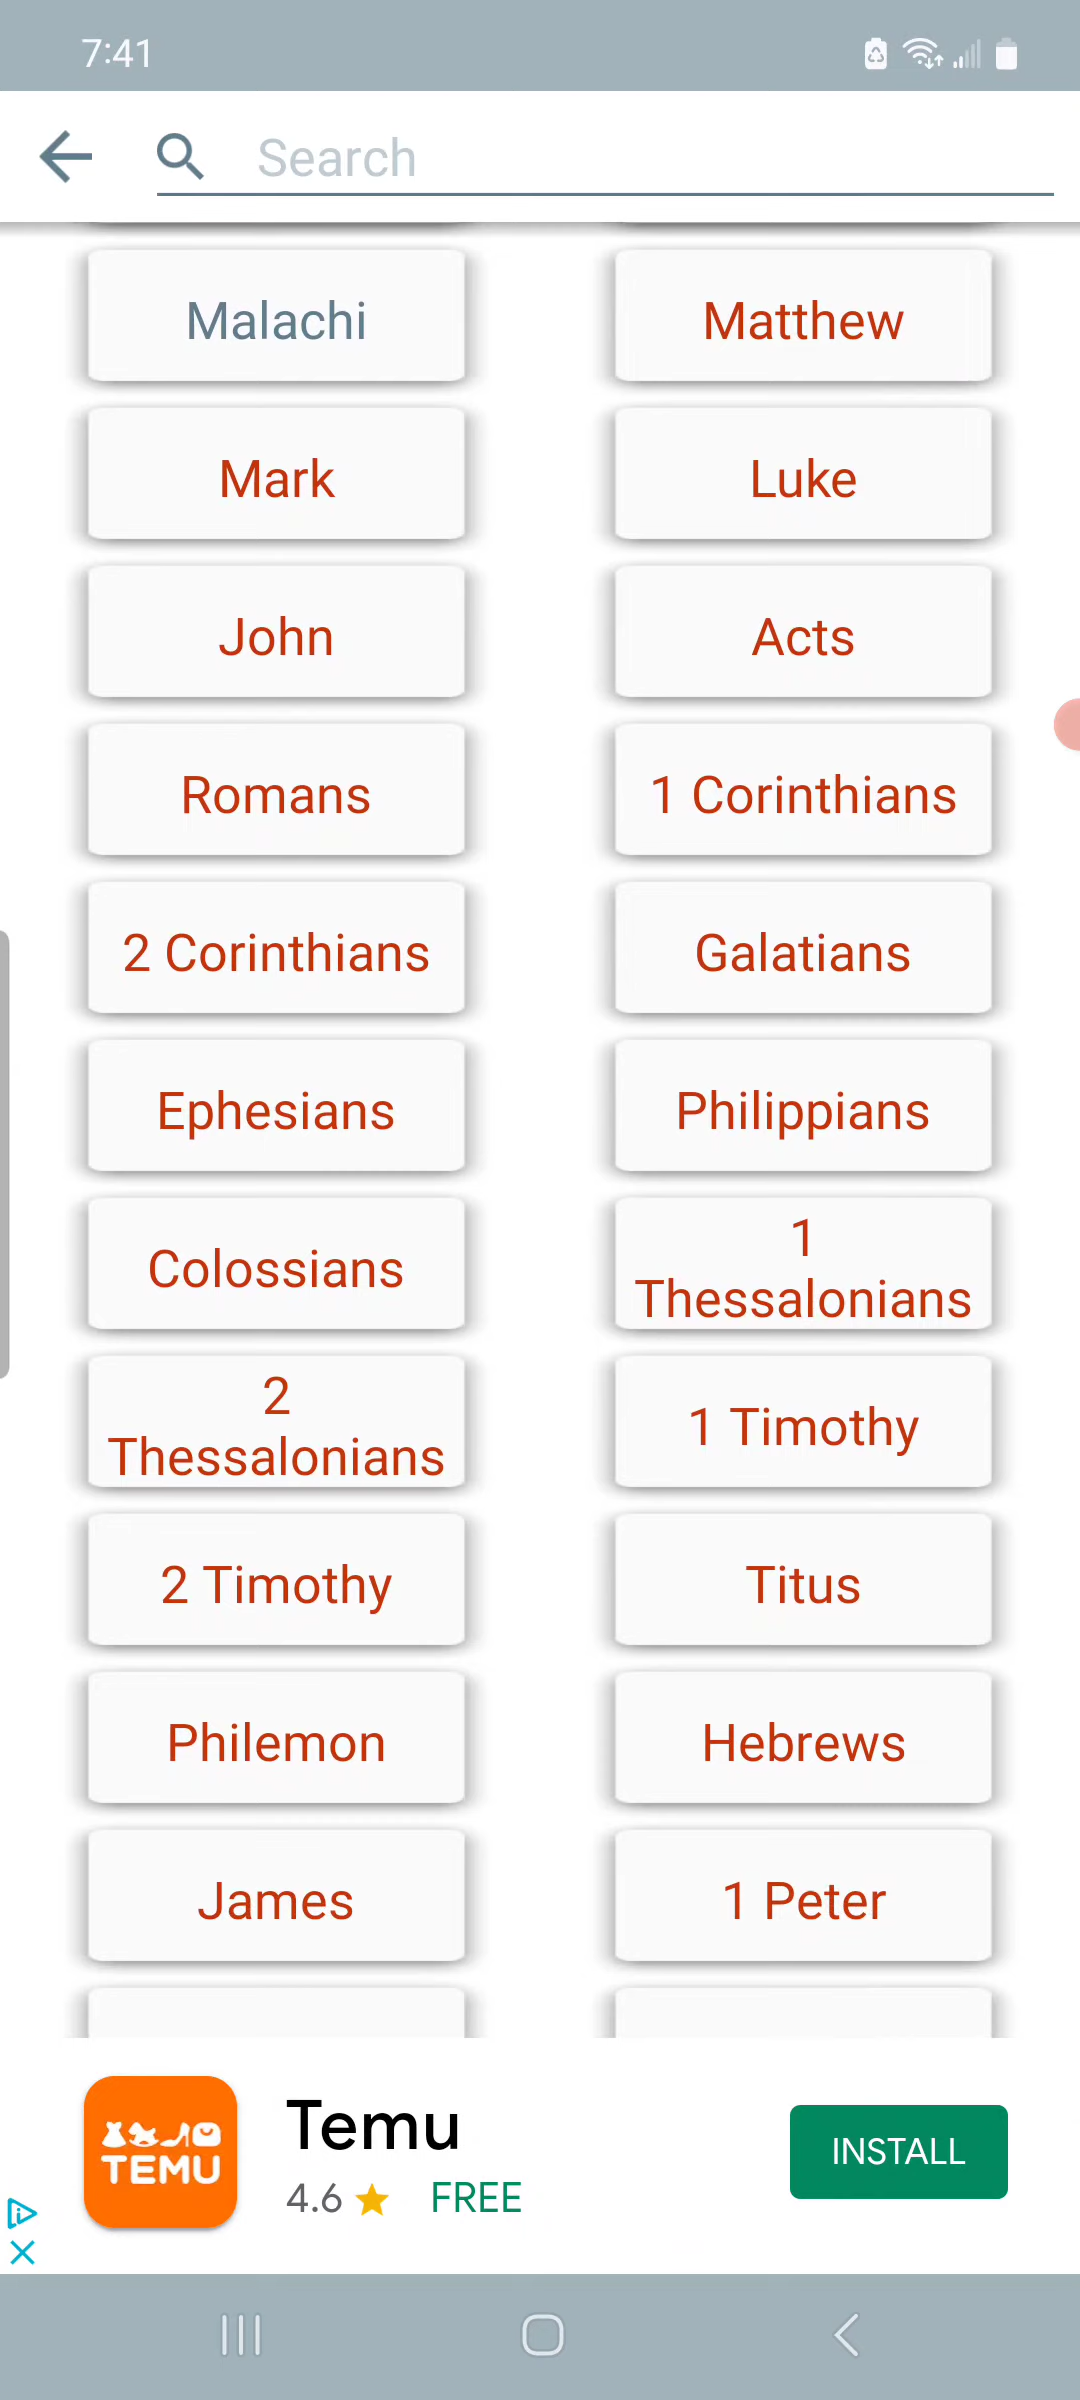 7:41
Search
Malachi
Matthew
Mark
Luke
John
Acts
Romans
1 Corinthians
2 Corinthians
Galatians
Ephesians
Philippians
Colossians
1
Thessalonians
2
Thessalonians
1 Timothy
2 Timothy
Titus
Philemon
Hebrews
James
1 Peter
TEMU
Temu
4.6
FREE
INSTALL